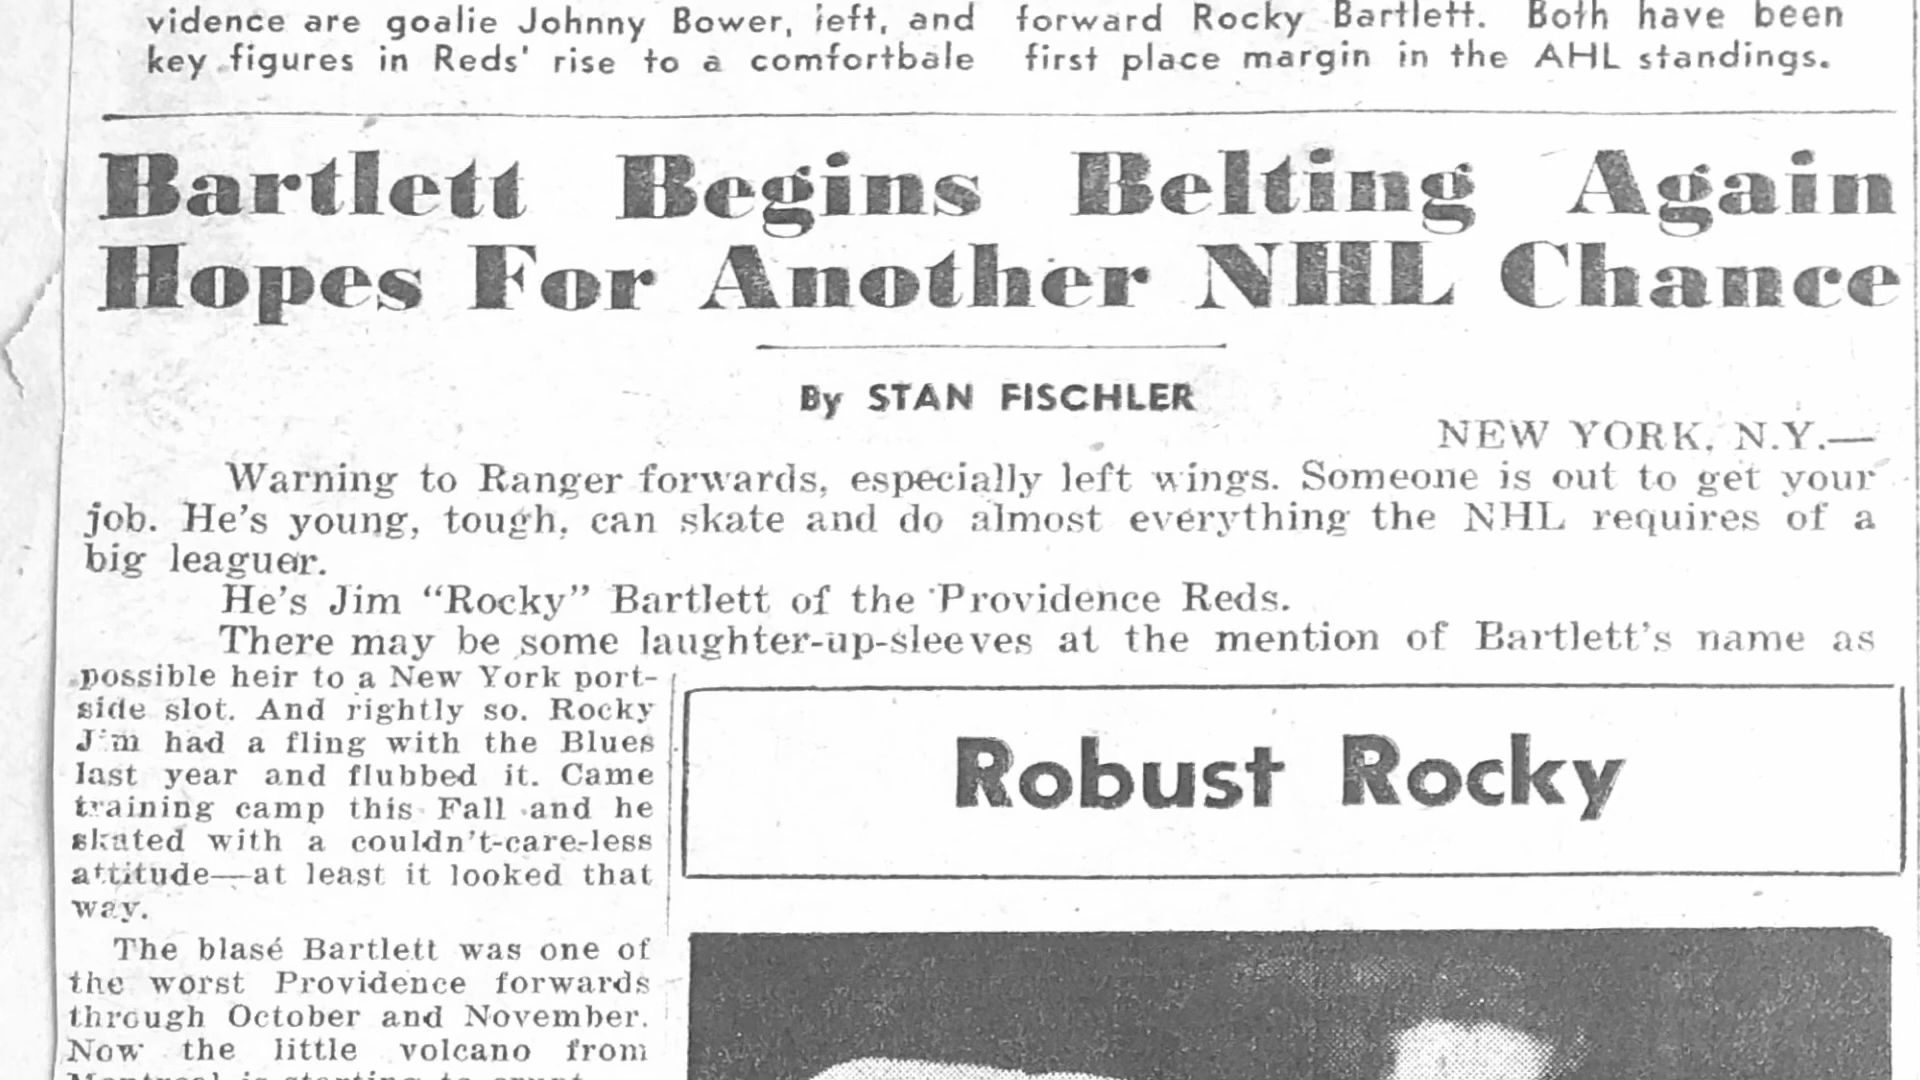 vidence are goalie Johnny Bower, left, and
key figures in Reds' rise to a comfortbale
forward Rocky Bartlett. Both have been
first place margin in the AHL standings.
Bartlett Begins Belting Again
Hopes For Another NHL Chance
By STAN FISCHLER
NEW YORK, N.Y.—
Warning to Ranger forwards, especially left wings. Someone is out to get your
job. He's young, tough, can skate and do almost everything the NHL requires of a
big leaguer.
He's Jim “Rocky” Bartlett of the Providence Reds.
There may be some laughter-up-sleeves at the mention of Bartlett's name as
possible heir to a New York port-
side slot. And rightly so. Rocky
Jim had a fling with the Blues
last year and flubbed it. Came
training camp this Fall and he
skated with a couldn't-care-less
attitude—at least it looked that
way.
The blasé Bartlett was one of
the worst Providence forwards
through October and November.
Now the little volcano from
Montreal is starting to erupt
Robust Rocky